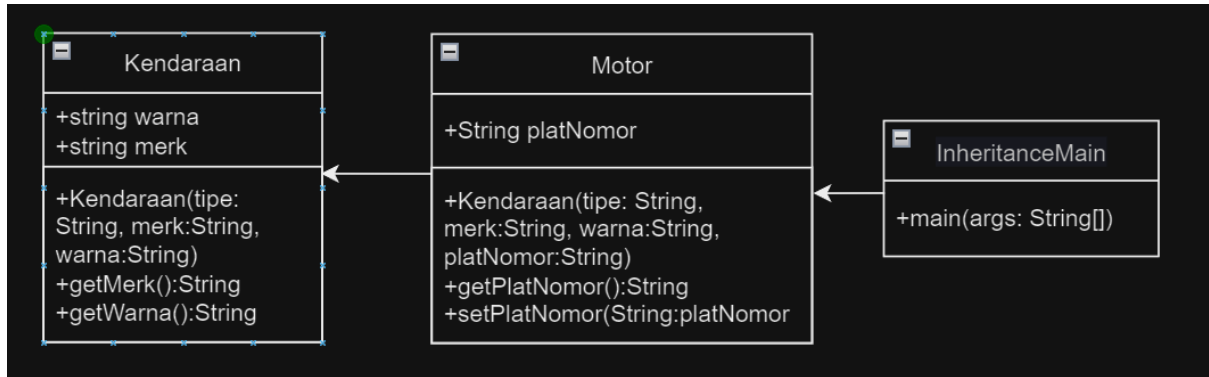 Kendaraan
+string warna
+string merk
+Kendaraan(tipe:
String, merk:String,
warna:String)
+getMerk():String
+getWarna():String
Motor
+String platNomor
+Kendaraan(tipe: String,
merk:String, warna:String,
platNomor:String)
+getPlatNomor():String
+setPlatNomor(String:platNomor
InheritanceMain
+main(args: String[])